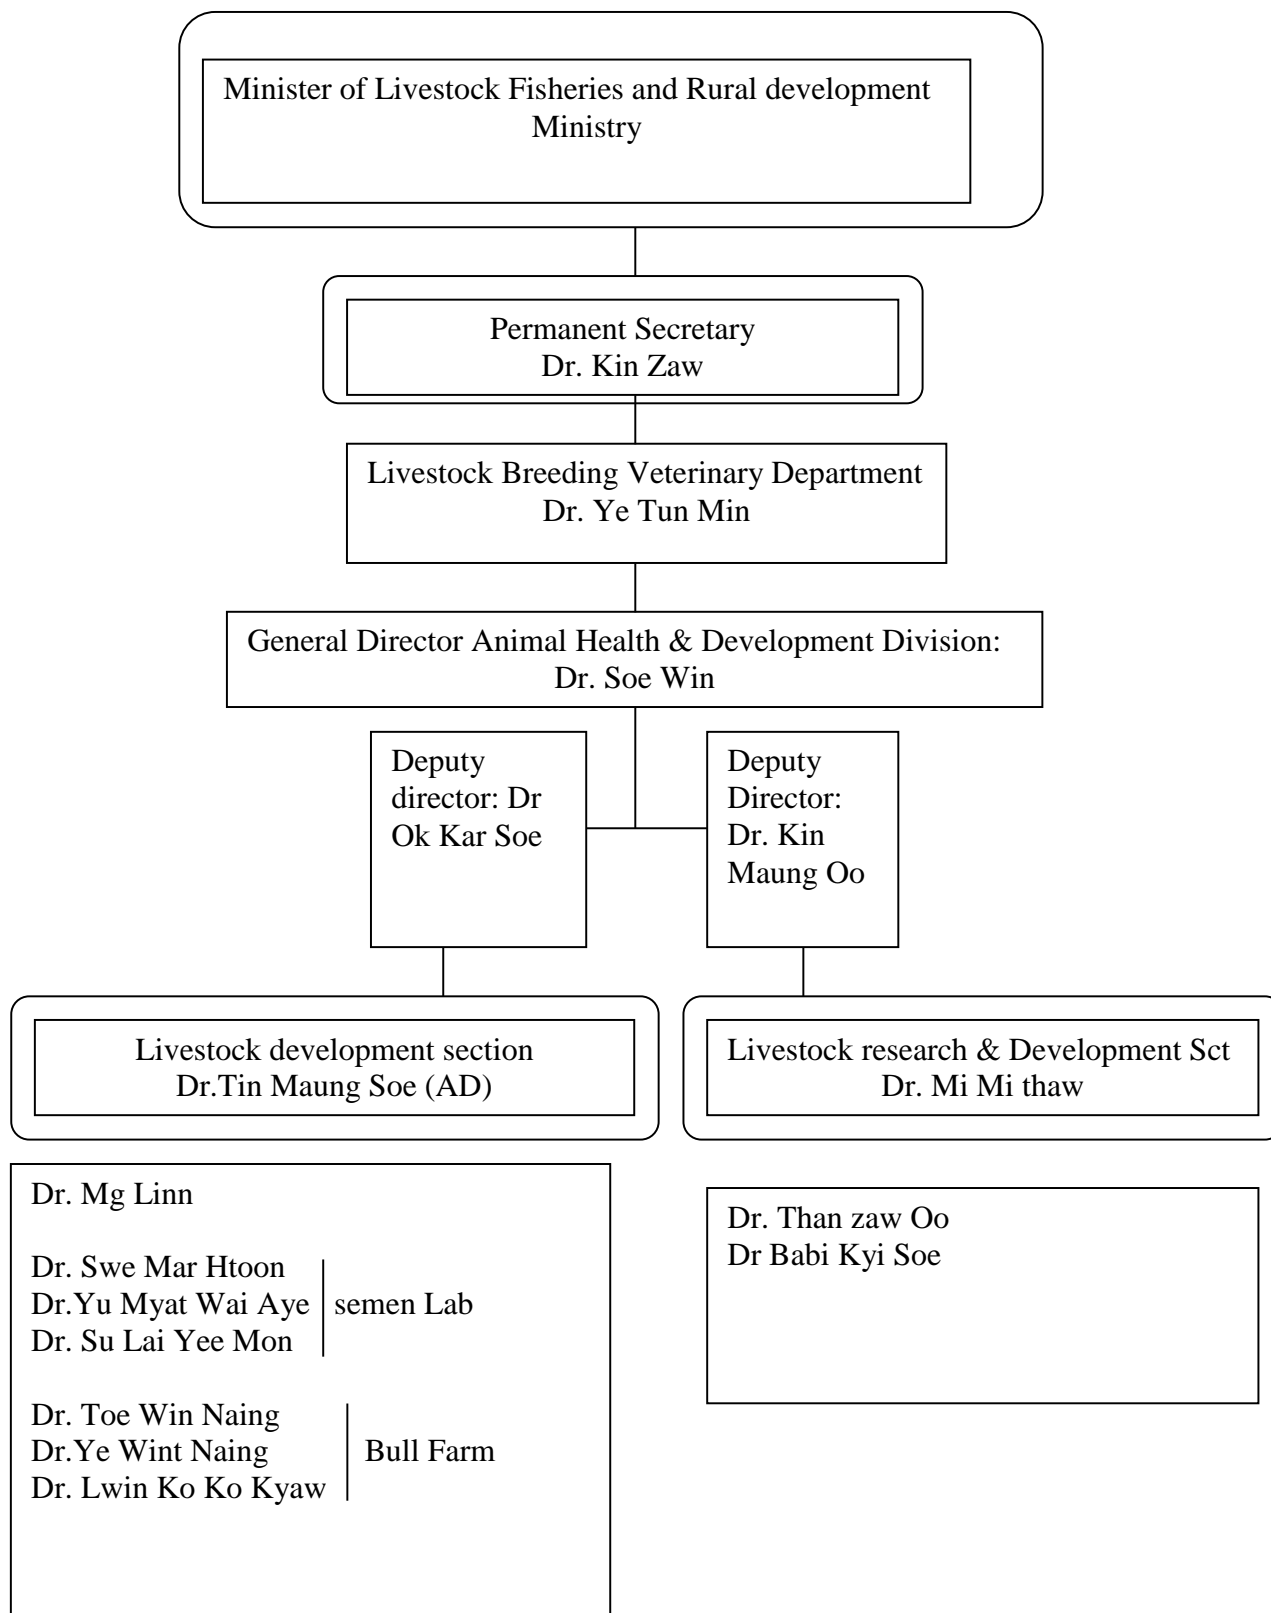 Minister of Livestock Fisheries and Rural development
Ministry
Permanent Secretary
Dr. Kin Zaw
Livestock Breeding Veterinary Department
Dr. Ye Tun Min
General Director Animal Health & Development Division:
Dr. Soe Win
Deputy
director: Dr
Ok Kar Soe
Deputy
Director:
Dr. Kin
Maung Oo
Livestock development section
Dr.Tin Maung Soe (AD)
Livestock research & Development Sct
Dr. Mi Mi thaw
Dr. Mg Linn
Dr. Swe Mar Htoon
Dr.Yu Myat Wai Aye
Dr. Su Lai Yee Mon
semen Lab
Dr. Toe Win Naing
Dr.Ye Wint Naing
Dr. Lwin Ko Ko Kyaw
Bull Farm
Dr. Than zaw Oo
Dr Babi Kyi Soe